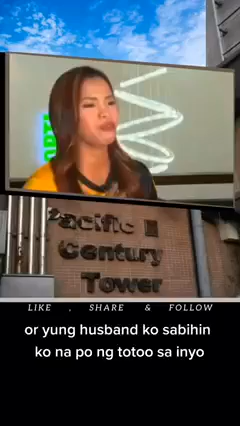 Pacific
Century
Tower
LIKE , SHARE & FOLLOW
or yung husband ko sabihin
ko na po ng totoo sa inyo